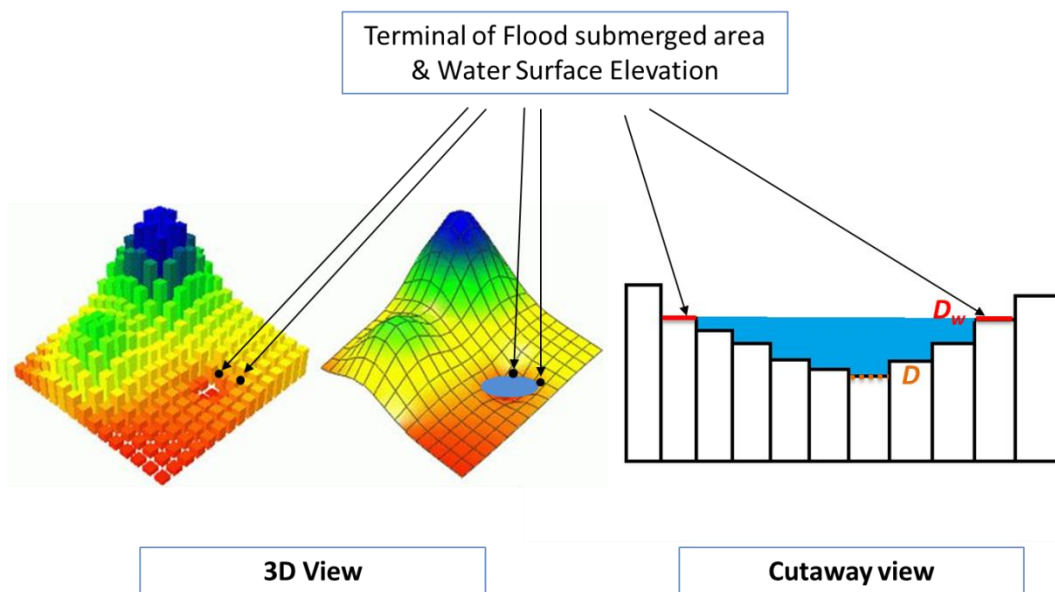 Terminal of Flood submerged area
& Water Surface Elevation
Dw
D
3D View
Cutaway view